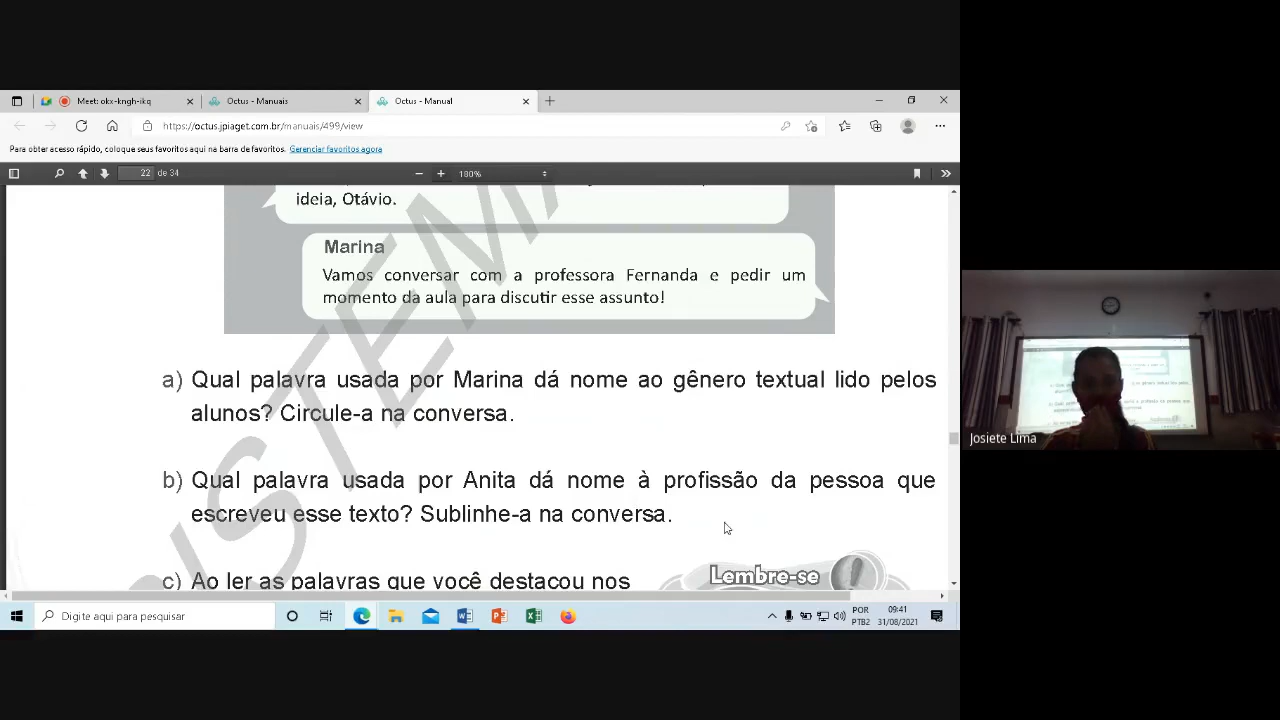 Meet: okx-kngh-ikq
Octus - Manuais
Octus - Manual
https://octus.jpiaget.com.br/manuais/499/view
Para obter acesso rápido, coloque seus favoritos aqui na barra de favoritos. Gerenciar favoritos agora
22 de 34
180%
ideia, Otávio.
Marina
Vamos conversar com a professora Fernanda e pedir um
momento da aula para discutir esse assunto!
a) Qual palavra usada por Marina dá nome ao gênero textual lido pelos
alunos? Circule-a na conversa.
b) Qual palavra usada por Anita dá nome à profissão da pessoa que
escreveu esse texto? Sublinhe-a na conversa.
c) Ao ler as palavras que você destacou nos
Lembre-se
SISTEMA
Josiete Lima
Digite aqui para pesquisar
POR
PTB2
09:41
31/08/2021